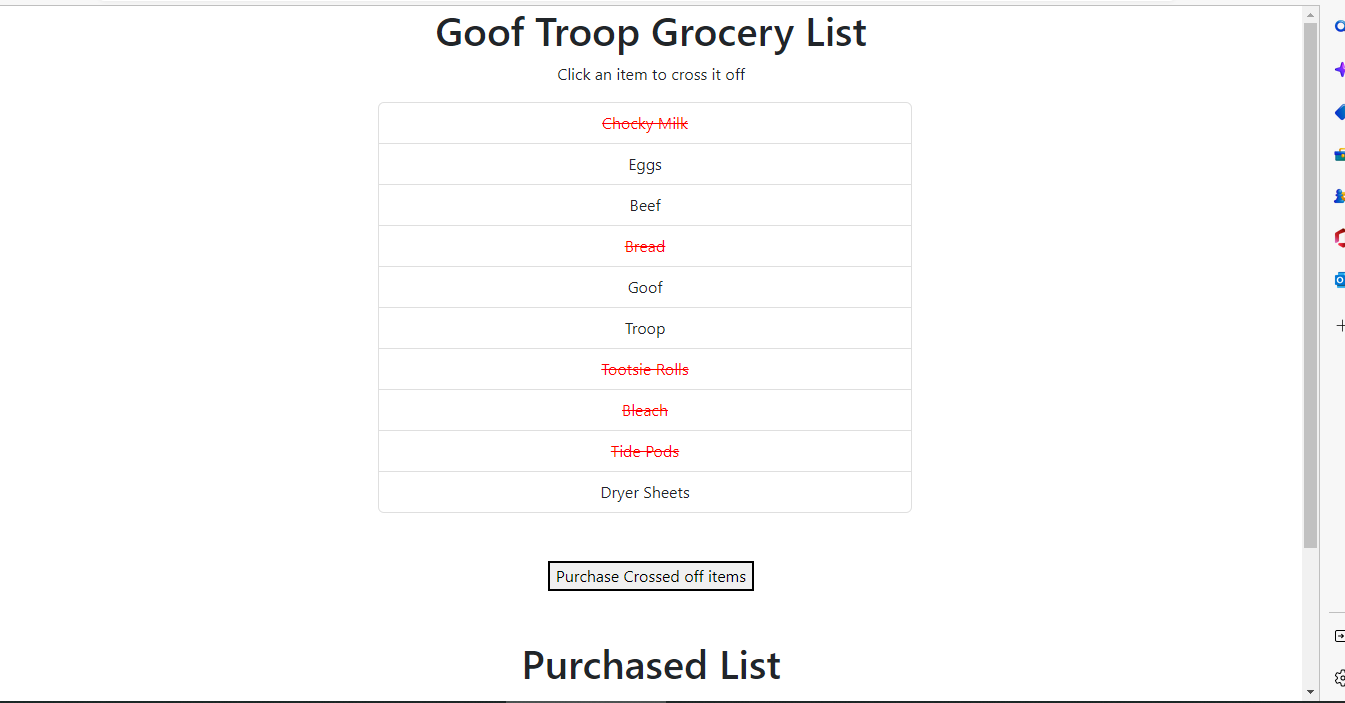 Goof Troop Grocery List
Click an item to cross it off
Chocky Milk
Eggs
Beef
Bread
Goof
Troop
Tootsie Rolls
Bleach
Tide Pods
Dryer Sheets
Purchase Crossed off items
Purchased List